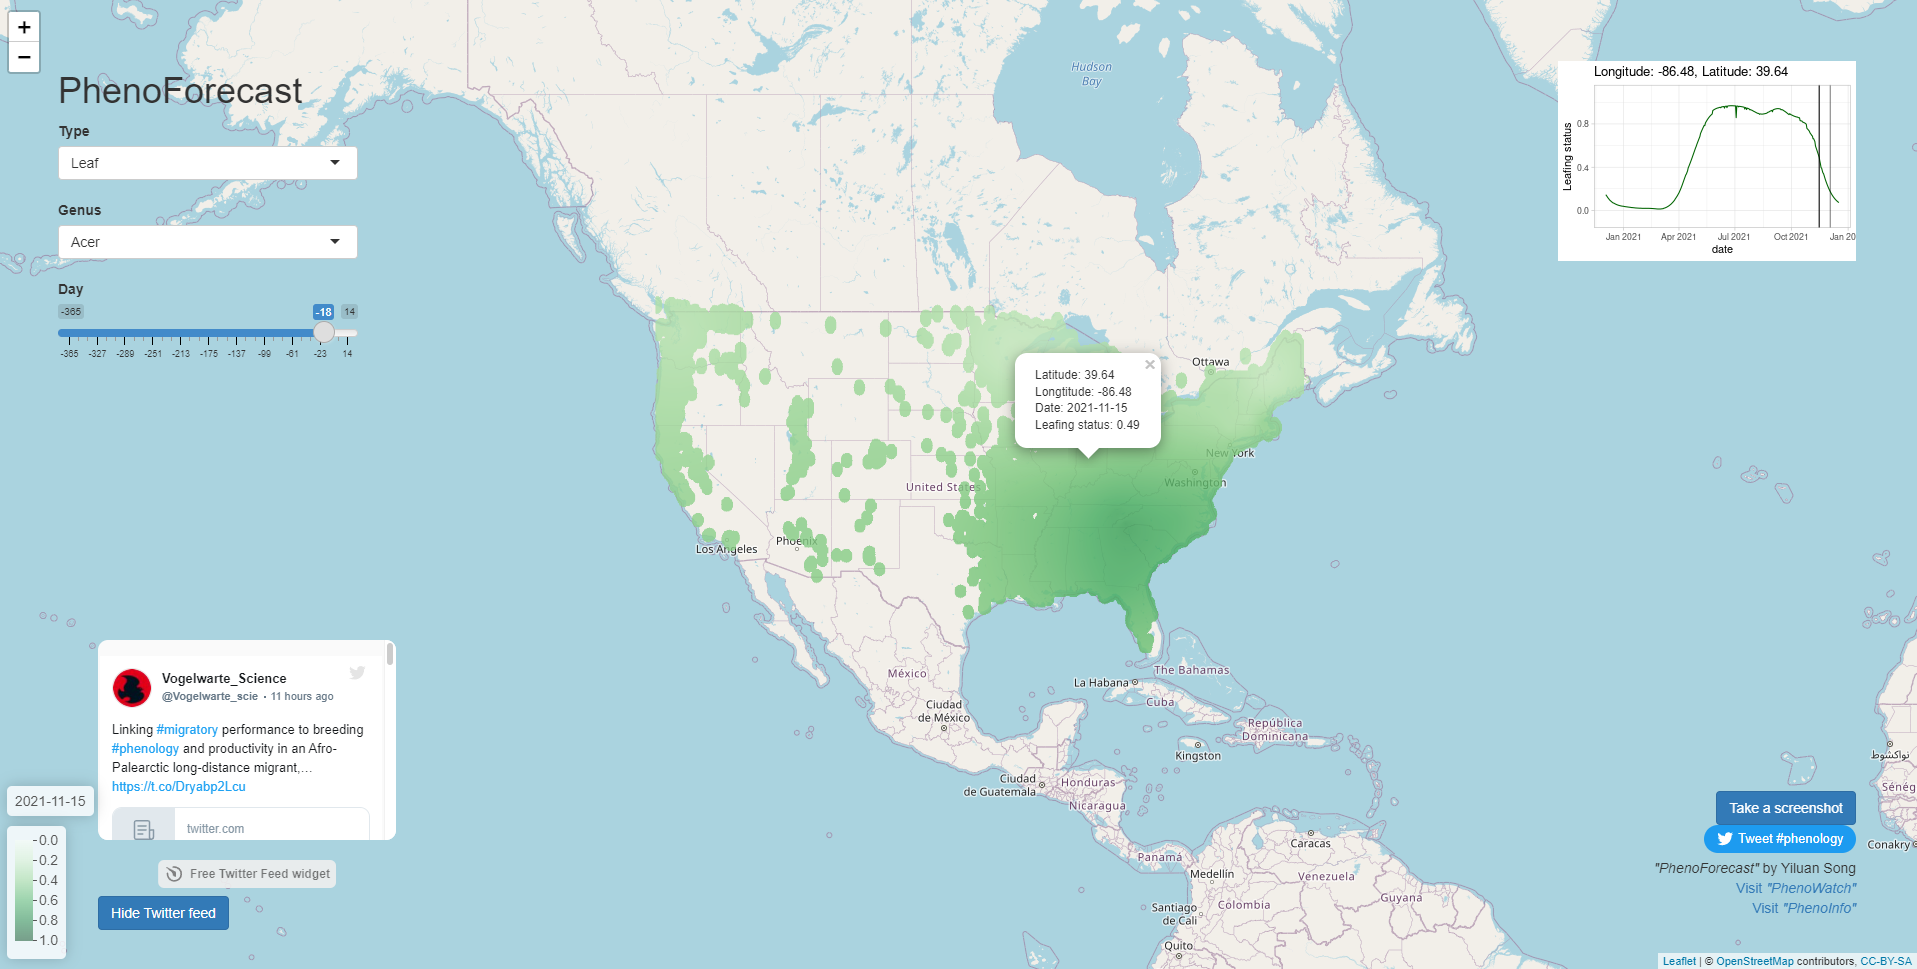 +
−
PhenoForecast
Type
Leaf
Genus
Acer
Day
-365
-18
14
-365 -327 -289 -251 -213 -175 -137 -99 -61 -23 14
Hudson
Bay
Longitude: -86.48, Latitude: 39.64
Leafing status
0.8
0.4
0.0
Jan 2021 Apr 2021 Jul 2021 Oct 2021 Jan 20
date
Ottawa
×
Latitude: 39.64
Longtitude: -86.48
Date: 2021-11-15
Leafing status: 0.49
New York
Washington
United States
Los Angeles
Phoenix
México
Ciudad
de México
La Habana
The Bahamas
Cuba
República
Dominicana
Kingston
Ciudad
de Guatemala
Honduras
Nicaragua
Panamá
Caracas
Medellín
Venezuela
Colombia
Guyana
Santiago
de Cali
Quito
نواكشوط
Sénég
Conakry
Vogelwarte_Science
@Vogelwarte_scie · 11 hours ago
Linking #migratory performance to breeding
#phenology and productivity in an Afro-
Palearctic long-distance migrant,…
https://t.co/Dryabp2Lcu
twitter.com
Free Twitter Feed widget
Hide Twitter feed
2021-11-15
0.0
0.2
0.4
0.6
0.8
1.0
Take a screenshot
Tweet #phenology
"PhenoForecast" by Yiluan Song
Visit "PhenoWatch"
Visit "PhenoInfo"
Leaflet | © OpenStreetMap contributors, CC-BY-SA